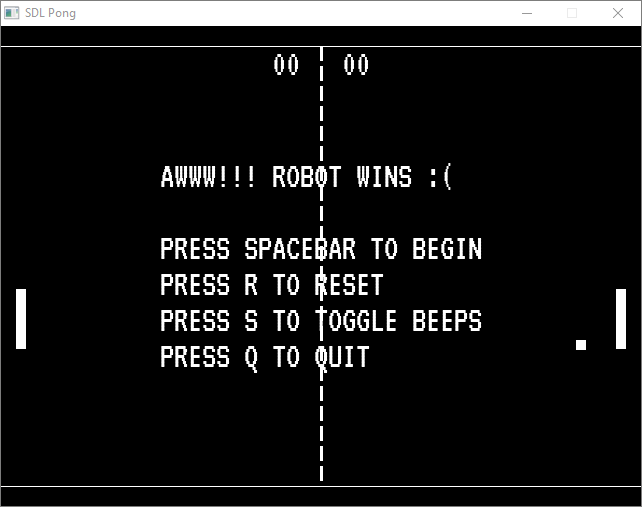 SDL Pong
00 00
AWWW!!! ROBOT WINS :(
PRESS SPACEBAR TO BEGIN
PRESS R TO RESET
PRESS S TO TOGGLE BEEPS
PRESS Q TO QUIT